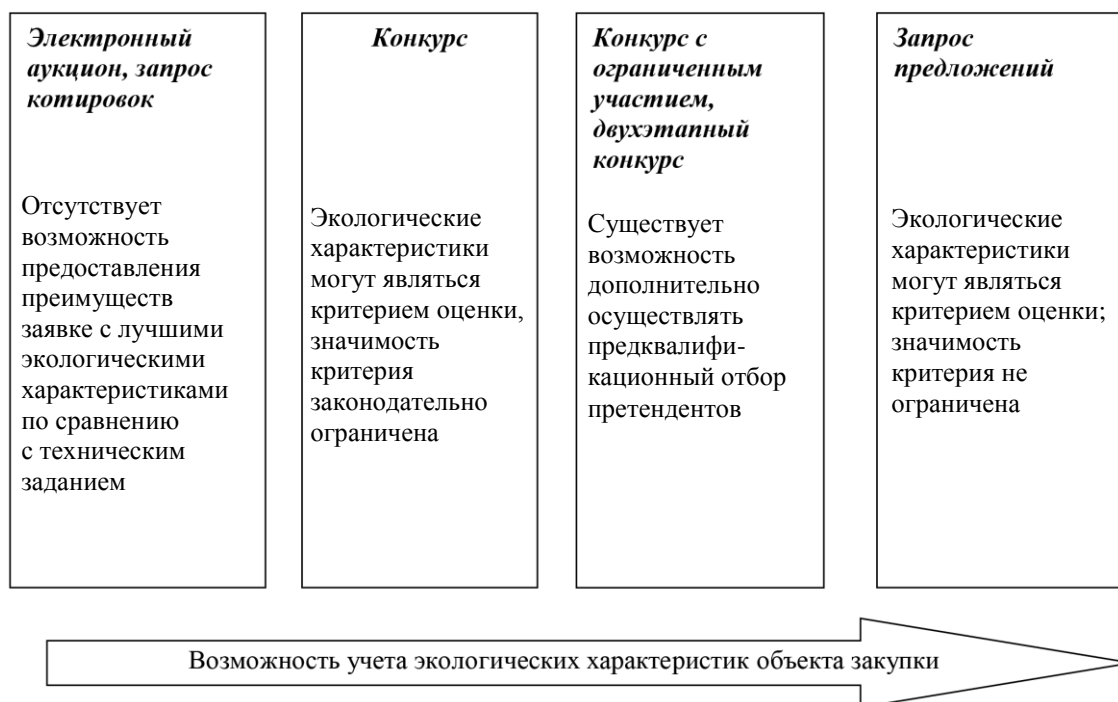 Электронный
аукцион, запрос
котировок
Отсутствует
возможность
предоставления
преимуществ
заявке с лучшими
экологическими
характеристиками
по сравнению
с техническим
заданием
Конкурс
Экологические
характеристики
могут являться
критерием оценки,
значимость
критерия
законодательно
ограничена
Конкурс с
ограниченным
участием,
двухэтапный
конкурс
Существует
возможность
дополнительно
осуществлять
предквалифи-
кационный отбор
претендентов
Запрос
предложений
Экологические
характеристики
могут являться
критерием оценки;
значимость
критерия не
ограничена
Возможность учета экологических характеристик объекта закупки